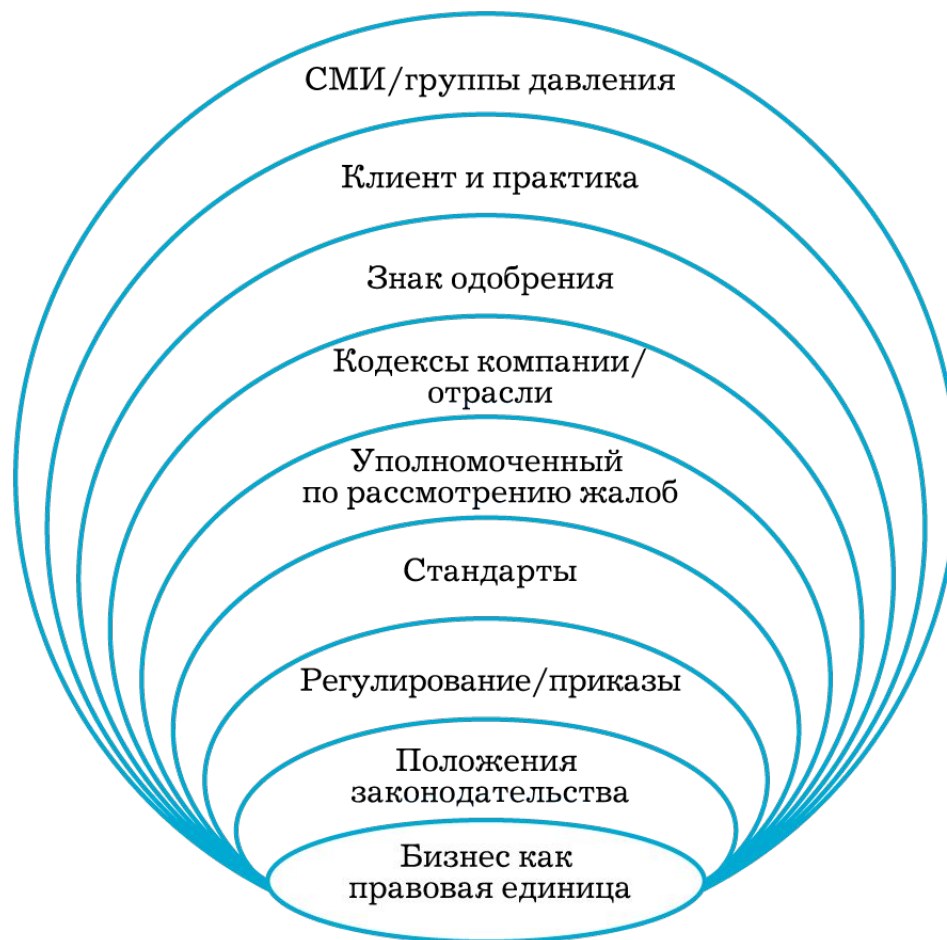 СМИ/группы давления
Клиент и практика
Знак одобрения
Кодексы компании/
отрасли
Уполномоченный
по рассмотрению жалоб
Стандарты
Регулирование/приказы
Положения
законодательства
Бизнес как
правовая единица